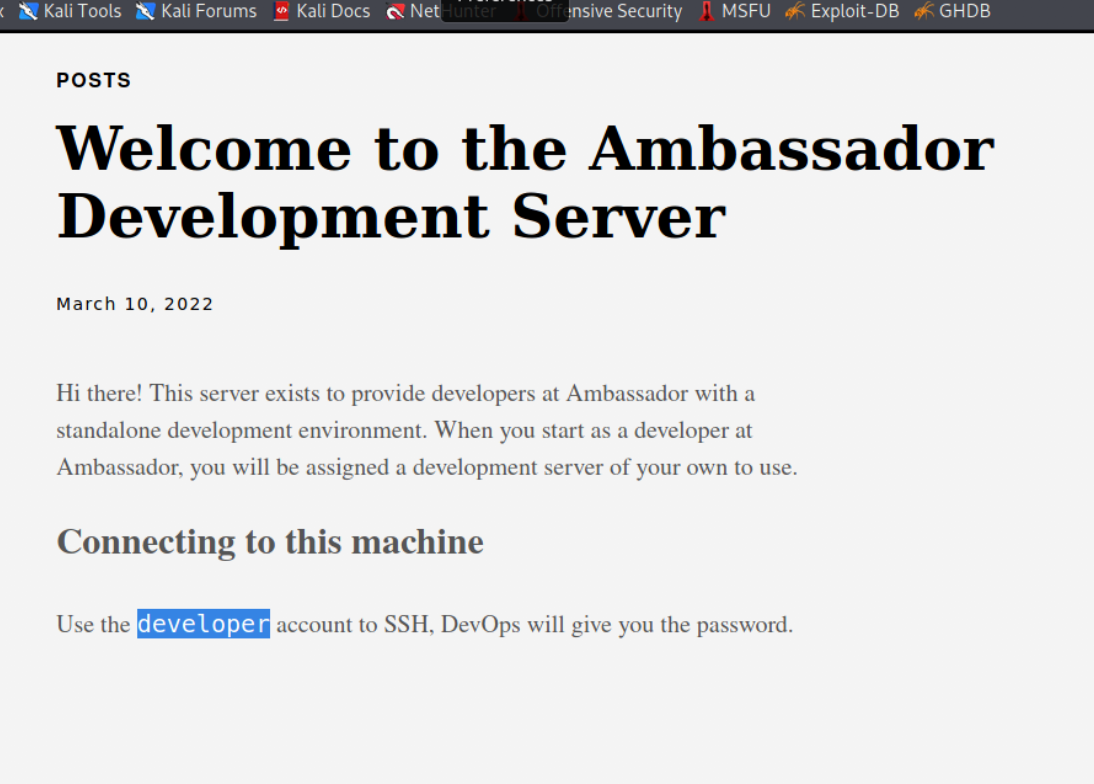 Kali Tools Kali Forums Kali Docs NetHunter Offensive Security MSFU Exploit-DB GHDB
POSTS
Welcome to the Ambassador
Development Server
March 10, 2022
Hi there! This server exists to provide developers at Ambassador with a
standalone development environment. When you start as a developer at
Ambassador, you will be assigned a development server of your own to use.
Connecting to this machine
Use the developer account to SSH, DevOps will give you the password.